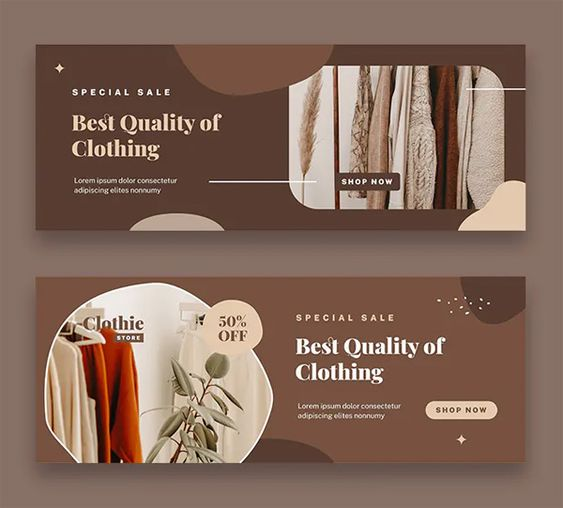 SPECIAL SALE
Best Quality of
Clothing
Lorem ipsum dolor consectetur
adipiscing elites nonnumy
SHOP NOW
Clothie
STORE
50%
OFF
SPECIAL SALE
Best Quality of
Clothing
Lorem ipsum dolor consectetur
adipiscing elites nonnumy
SHOP NOW